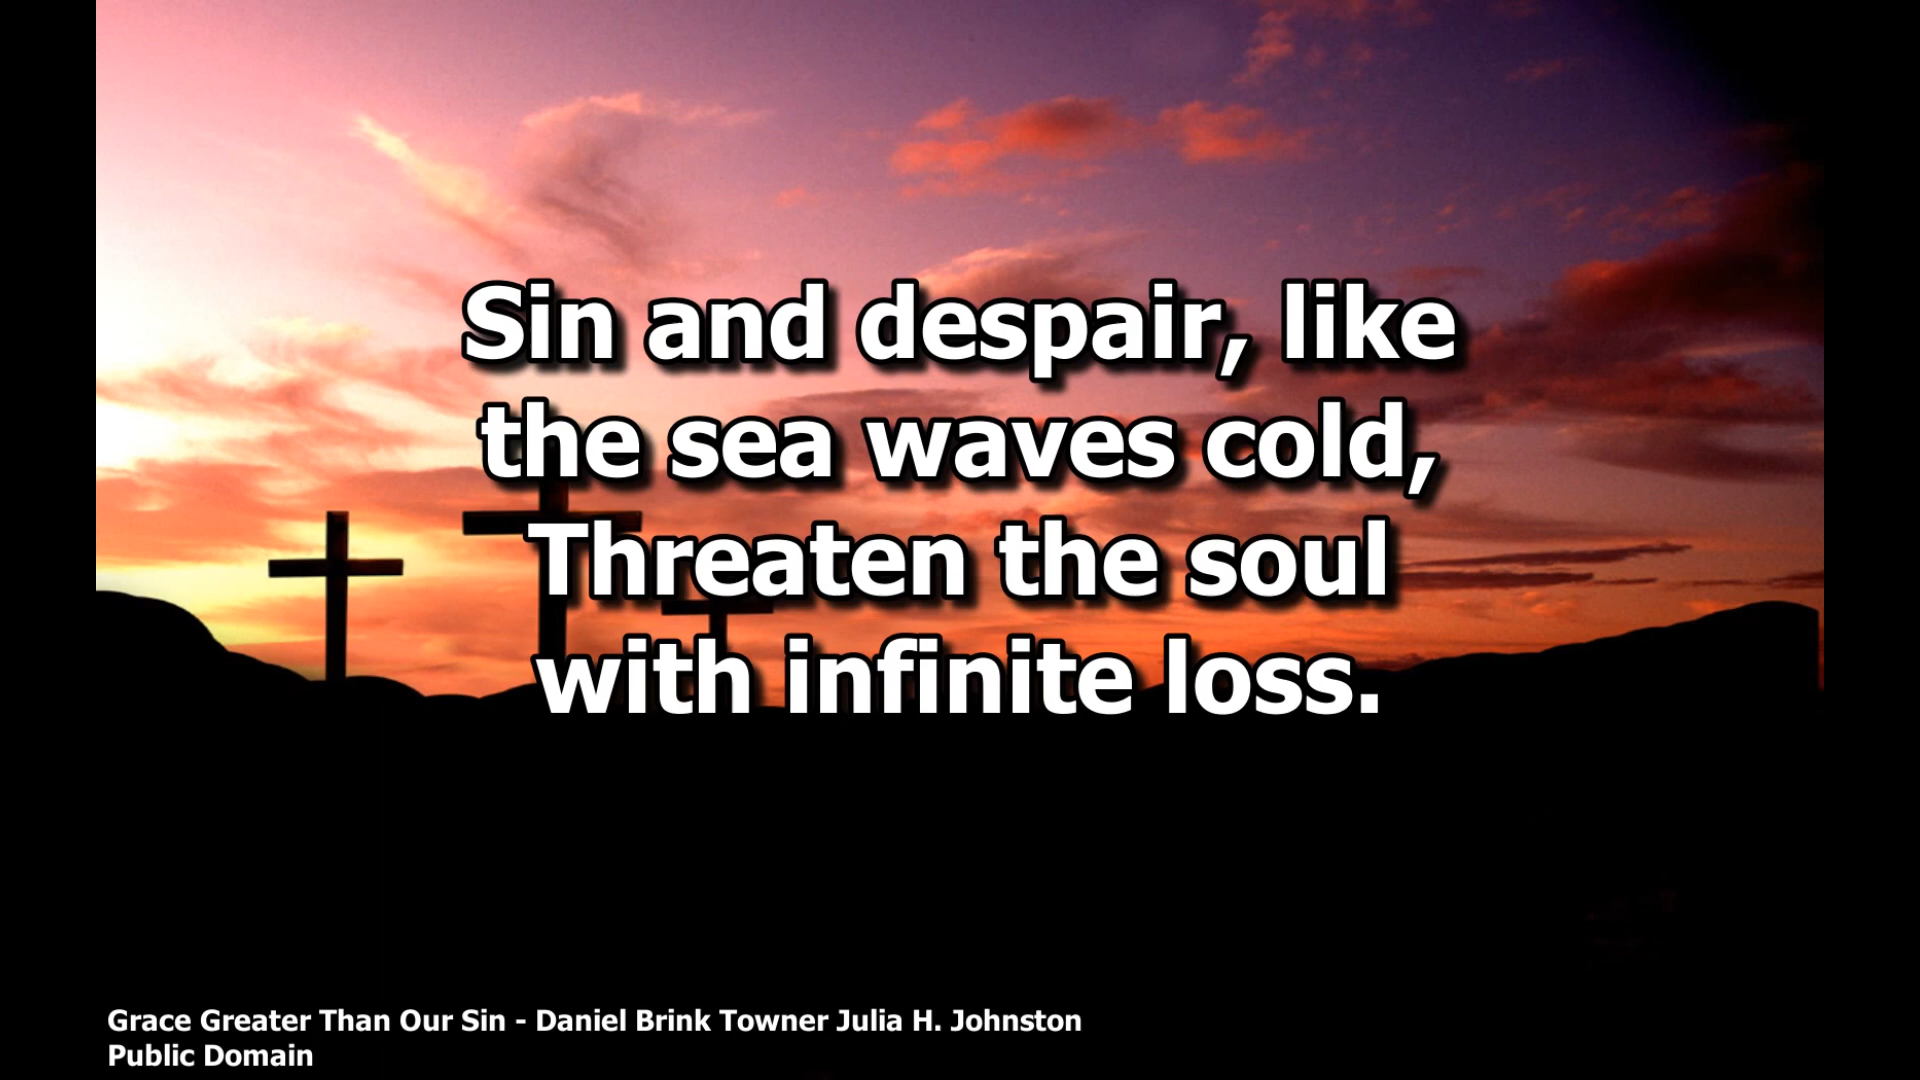 Sin and despair, like
the sea waves cold,
Threaten the soul
with infinite loss.
Grace Greater Than Our Sin - Daniel Brink Towner Julia H. Johnston
Public Domain